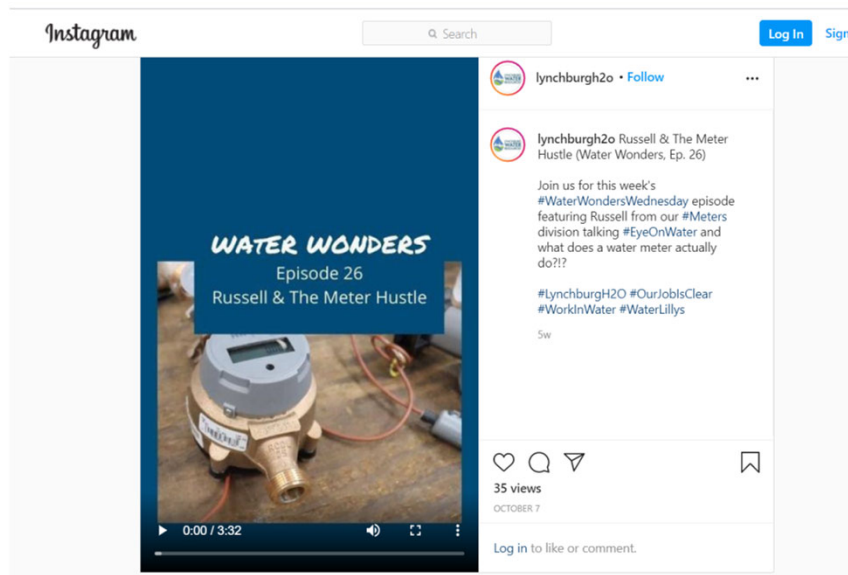 Instagram
Search
Log In
Sign
WATER WONDERS
Episode 26
Russell & The Meter Hustle
0:00 / 3:32
lynchburgh2o • Follow
lynchburgh2o Russell & The Meter
Hustle (Water Wonders, Ep. 26)
Join us for this week's
#WaterWondersWednesday episode
featuring Russell from our #Meters
division talking #EyeOnWater and
what does a water meter actually
do?!?
#LynchburgH2O #OurJobIsClear
#WorkInWater #WaterLillys
5w
35 views
OCTOBER 7
Log in to like or comment.